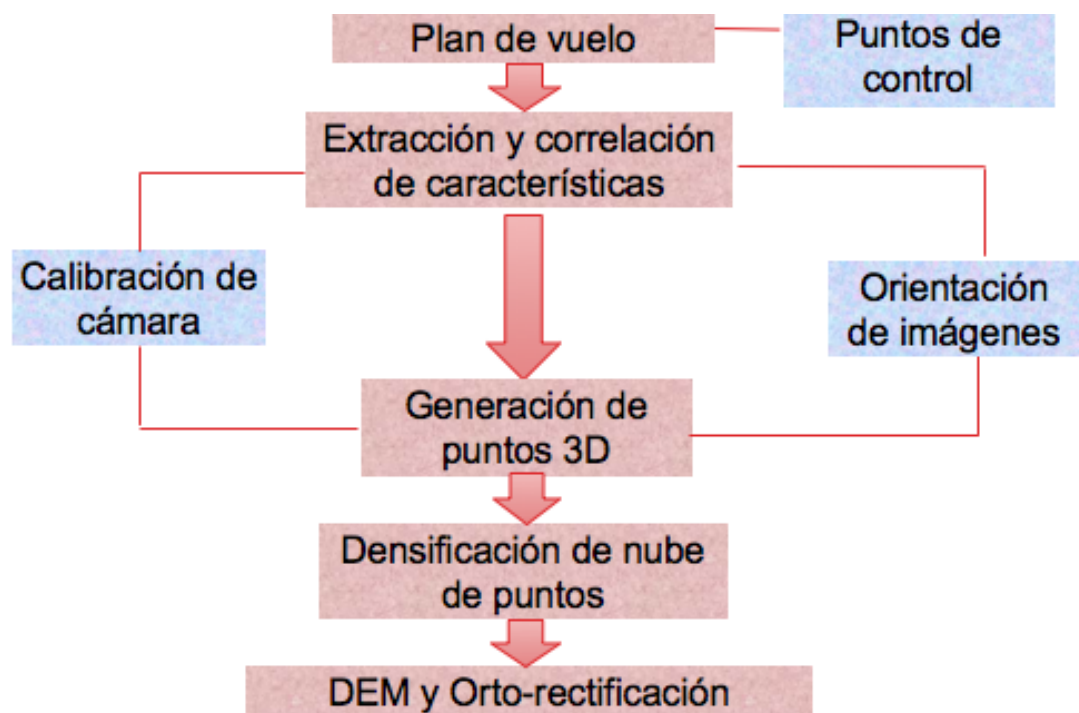 Plan de vuelo
Puntos de
control
Extracción y correlación
de características
Calibración de
cámara
Orientación
de imágenes
Generación de
puntos 3D
Densificación de nube
de puntos
DEM y Orto-rectificación